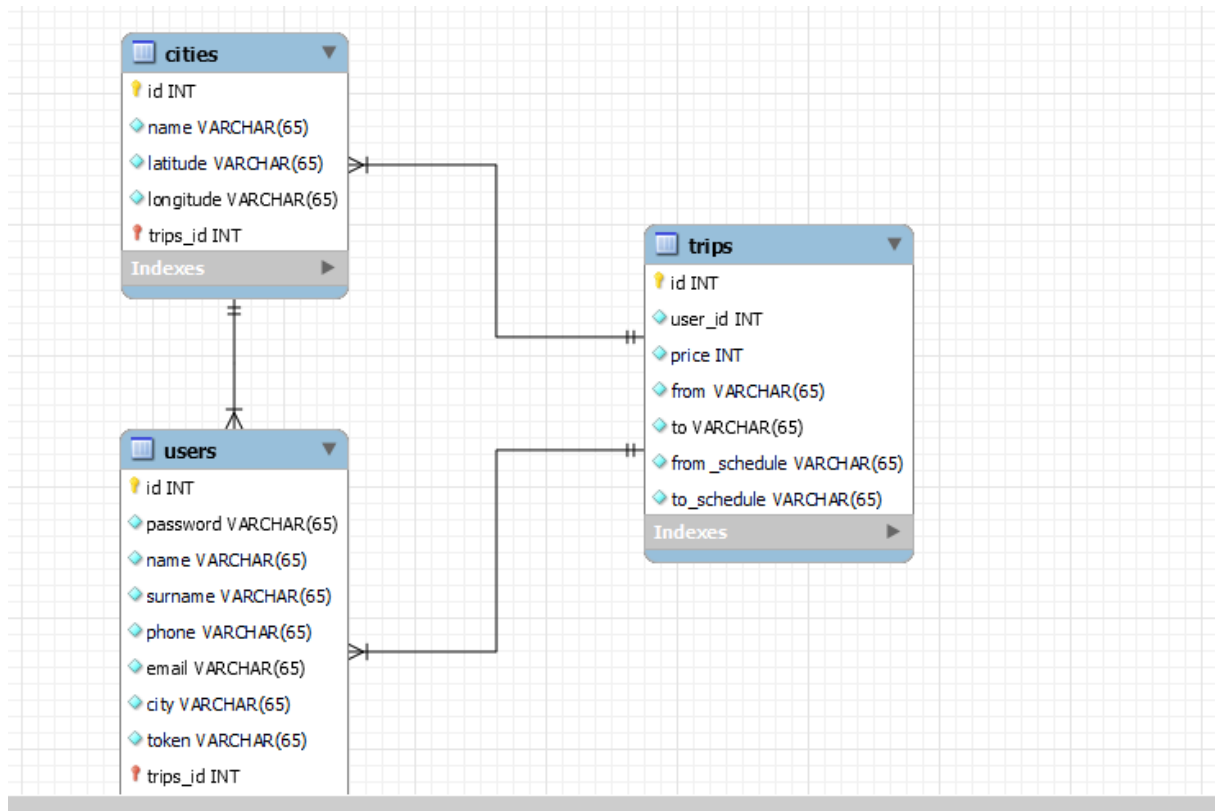 cities
id INT
name VARCHAR(65)
latitude VARCHAR(65)
longitude VARCHAR(65)
trips_id INT
Indexes
users
id INT
password VARCHAR(65)
name VARCHAR(65)
surname VARCHAR(65)
phone VARCHAR(65)
email VARCHAR(65)
city VARCHAR(65)
token VARCHAR(65)
trips_id INT
trips
id INT
user_id INT
price INT
from VARCHAR(65)
to VARCHAR(65)
from _schedule VARCHAR(65)
to_schedule VARCHAR(65)
Indexes